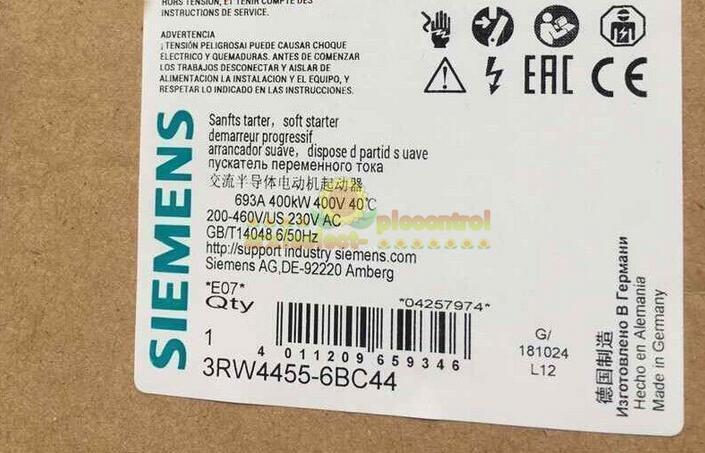 HORS TENSION, ET TENIR COMPTE DES
INSTRUCTIONS DE SERVICE.
ADVERTENCIA
¡TENSIÓN PELIGROSA! PUEDE CAUSAR CHOQUE
ELECTRICO Y QUEMADURAS. ANTES DE COMENZAR
LOS TRABAJOS DESCONECTAR Y AISLAR DE
ALIMENTACION LA INSTALACION Y EL EQUIPO, Y
RESPETAR LO INDICADO EN LAS INSTRUCCIONES.
EAC CE
SIEMENS
Sanfts tarter, soft starter
demarreur progressif
arrancador suave, dispose d partid s uave
пускатель переменного тока
交流半导体电动机起动器
693A 400kW 400V 40℃
200-460V/US 230V AC
GB/T14048 6/50Hz
http://support industry siemens.com
Siemens AG,DE-92220 Amberg
plccontrol
*E07*
Qty
*04257974*
1
4 011209 659346
3RW4455-6BC44
G/
181024
L12
德国制造
Изготовлено В Германии
Hecho en Alemania
Made in Germany